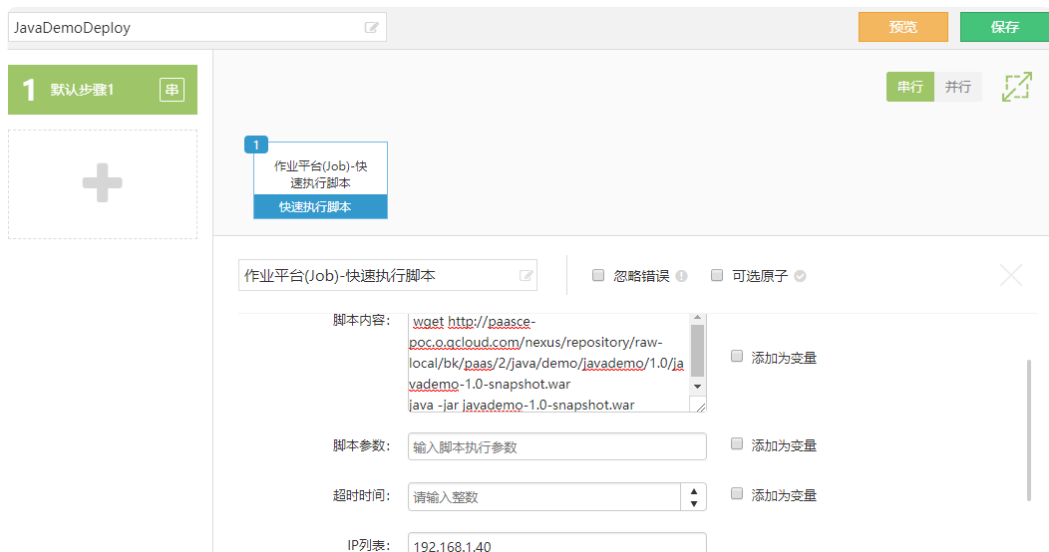 JavaDemoDeploy
预览
保存
1 默认步骤1 串
串行 并行
1
作业平台(Job)-快
速执行脚本
快速执行脚本
作业平台(Job)-快速执行脚本
忽略错误
可选原子
脚本内容:
wget http://paasce-
poc.o.qcloud.com/nexus/repository/raw-
local/bk/paas/2/java/demo/javademo/1.0/ja
vademo-1.0-snapshot.war
java -jar javademo-1.0-snapshot.war
添加为变量
脚本参数: 输入脚本执行参数 添加为变量
超时时间: 请输入整数 添加为变量
IP列表: 192.168.1.40